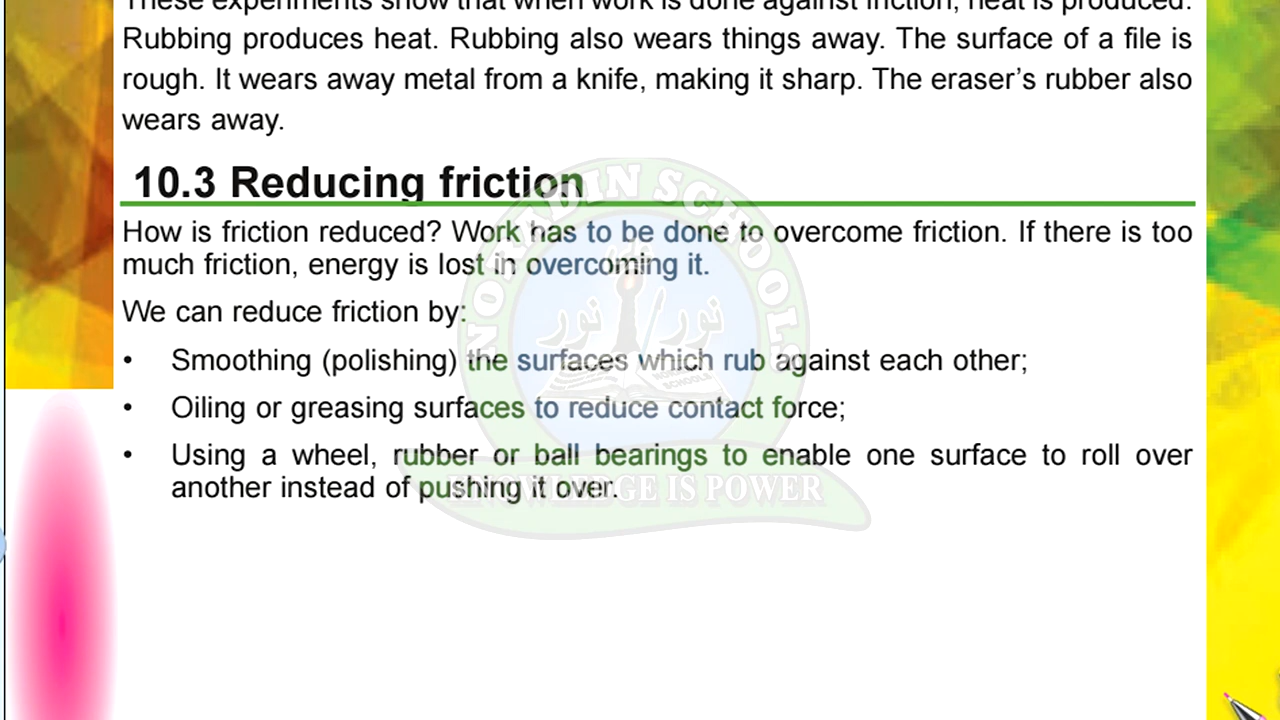 These experiments show that when work is done against friction, heat is produced.
Rubbing produces heat. Rubbing also wears things away. The surface of a file is
rough. It wears away metal from a knife, making it sharp. The eraser’s rubber also
wears away.
10.3 Reducing friction
How is friction reduced? Work has to be done to overcome friction. If there is too
much friction, energy is lost in overcoming it.
We can reduce friction by:
• Smoothing (polishing) the surfaces which rub against each other;
• Oiling or greasing surfaces to reduce contact force;
• Using a wheel, rubber or ball bearings to enable one surface to roll over
another instead of pushing it over.
SCHOOLS
نور نور
KNOWLEDGE IS POWER